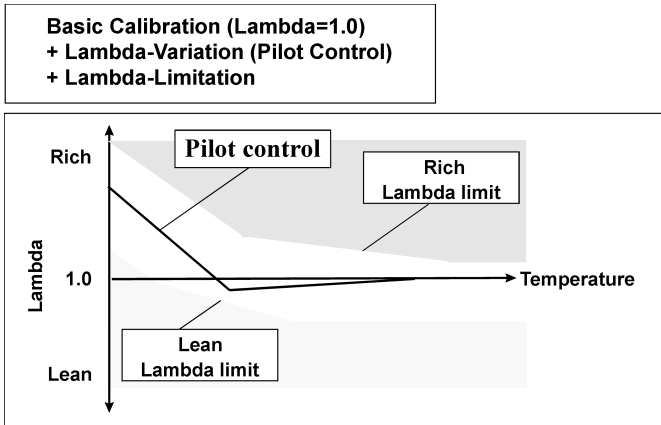 Basic Calibration (Lambda=1.0)
+ Lambda-Variation (Pilot Control)
+ Lambda-Limitation
Rich
Pilot control
Rich
Lambda limit
Lambda
1.0
Temperature
Lean
Lambda limit
Lean